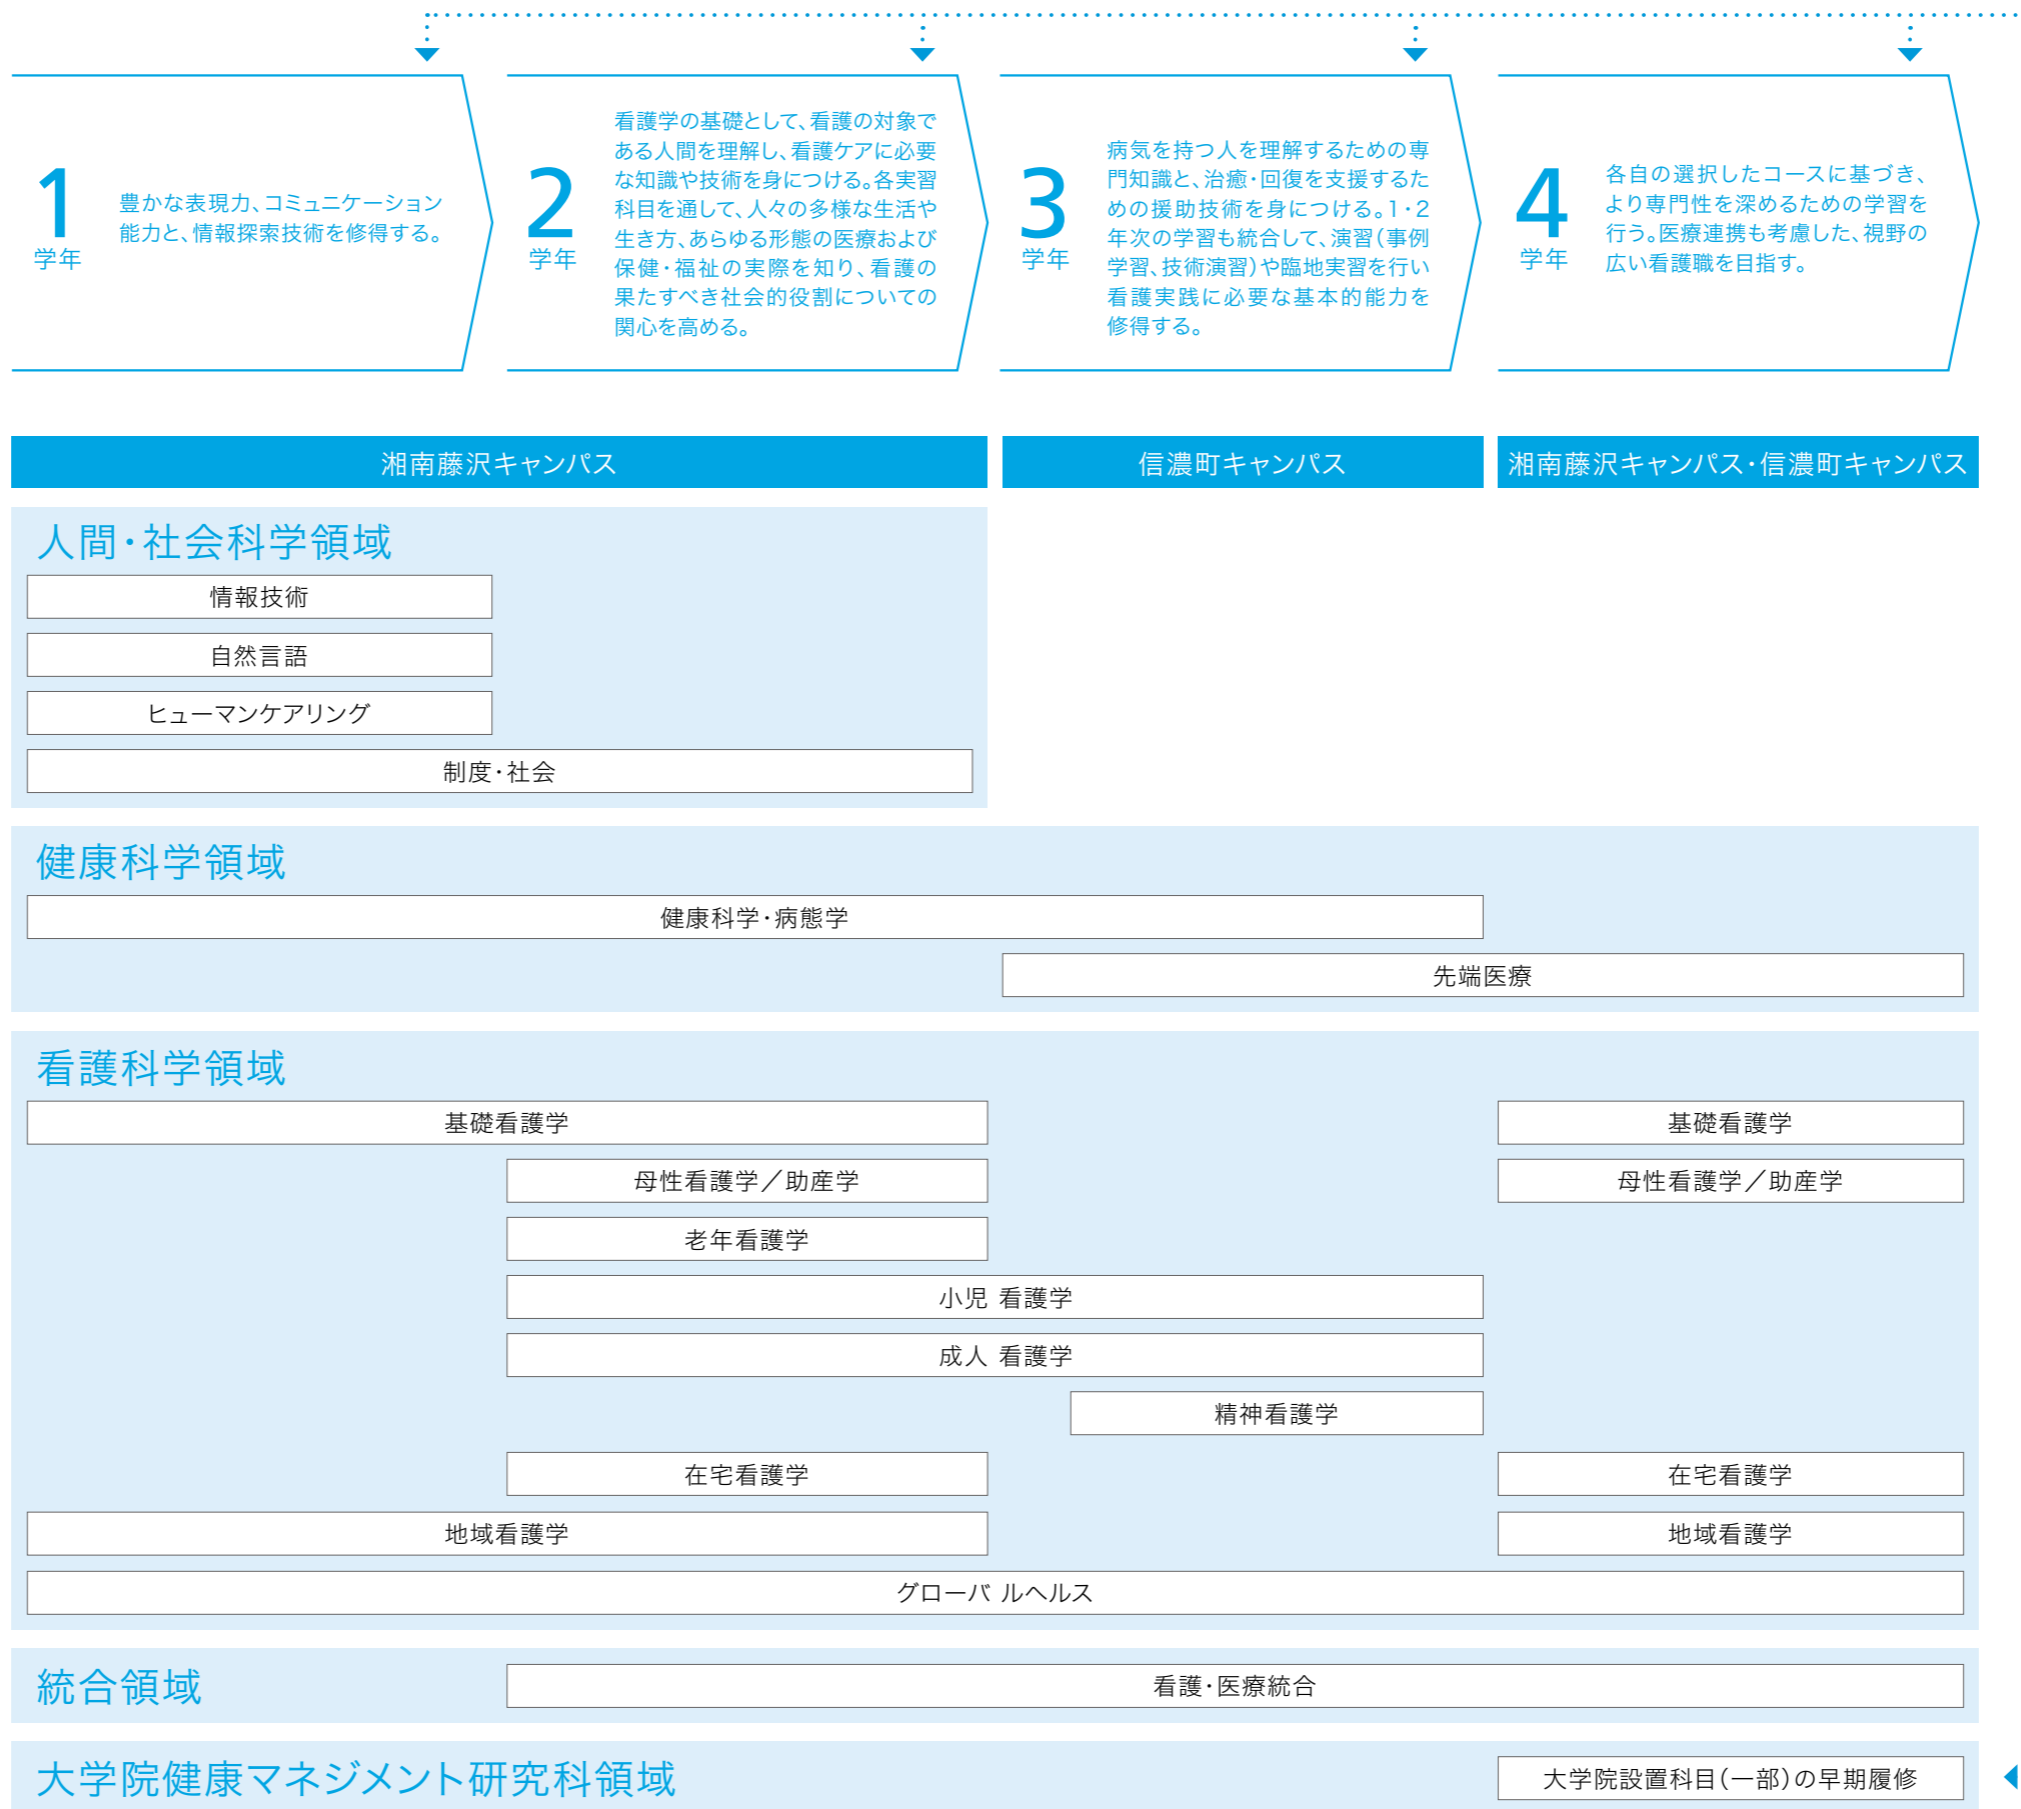 1
学年
豊かな表現力、コミュニケーション
能力と、情報探索技術を修得する。
2
学年
看護学の基礎として、看護の対象で
ある人間を理解し、看護ケアに必要
な知識や技術を身につける。各実習
科目を通して、人々の多様な生活や
生き方、あらゆる形態の医療および
保健・福祉の実際を知り、看護の
果たすべき社会的役割についての
関心を高める。
3
学年
病気を持つ人を理解するための専
門知識と、治癒・回復を支援するた
めの援助技術を身につける。1・2
年次の学習も統合して、演習(事例
学習、技術演習)や臨地実習を行い
看護実践に必要な基本的能力を
修得する。
4
学年
各自の選択したコースに基づき、
より専門性を深めるための学習を
行う。医療連携も考慮した、視野の
広い看護職を目指す。
湘南藤沢キャンパス
信濃町キャンパス
湘南藤沢キャンパス・信濃町キャンパス
人間・社会科学領域
情報技術
自然言語
ヒューマンケアリング
制度・社会
健康科学領域
健康科学・病態学
先端医療
看護科学領域
基礎看護学
基礎看護学
母性看護学／助産学
母性看護学／助産学
老年看護学
小児 看護学
成人 看護学
精神看護学
在宅看護学
在宅看護学
地域看護学
地域看護学
グローバ ルヘルス
統合領域
看護・医療統合
大学院健康マネジメント研究科領域
大学院設置科目(一部)の早期履修